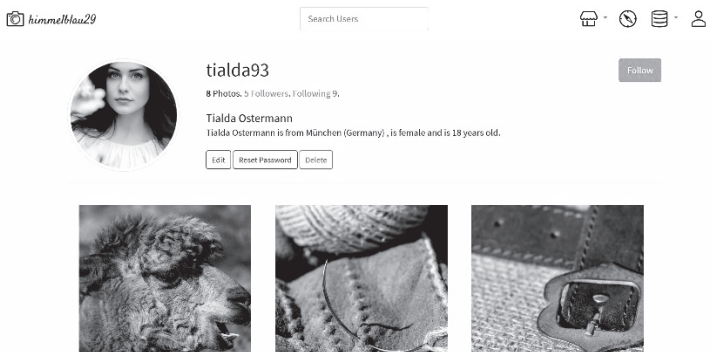 himmelblau29
Search Users
tialda93
Follow
8 Photos. 5 Followers. Following 9.
Tialda Ostermann
Tialda Ostermann is from München (Germany) , is female and is 18 years old.
Edit
Reset Password
Delete